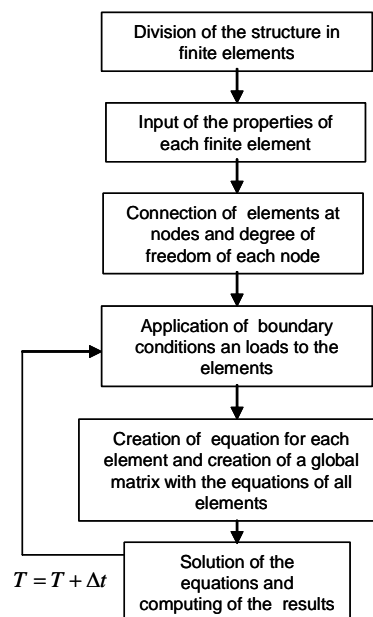 Division of the structure in
finite elements
Input of the properties of
each finite element
Connection of elements at
nodes and degree of
freedom of each node
Application of boundary
conditions an loads to the
elements
Creation of equation for each
element and creation of a global
matrix with the equations of all
elements
Solution of the
equations and
computing of the results
T = T + Δt